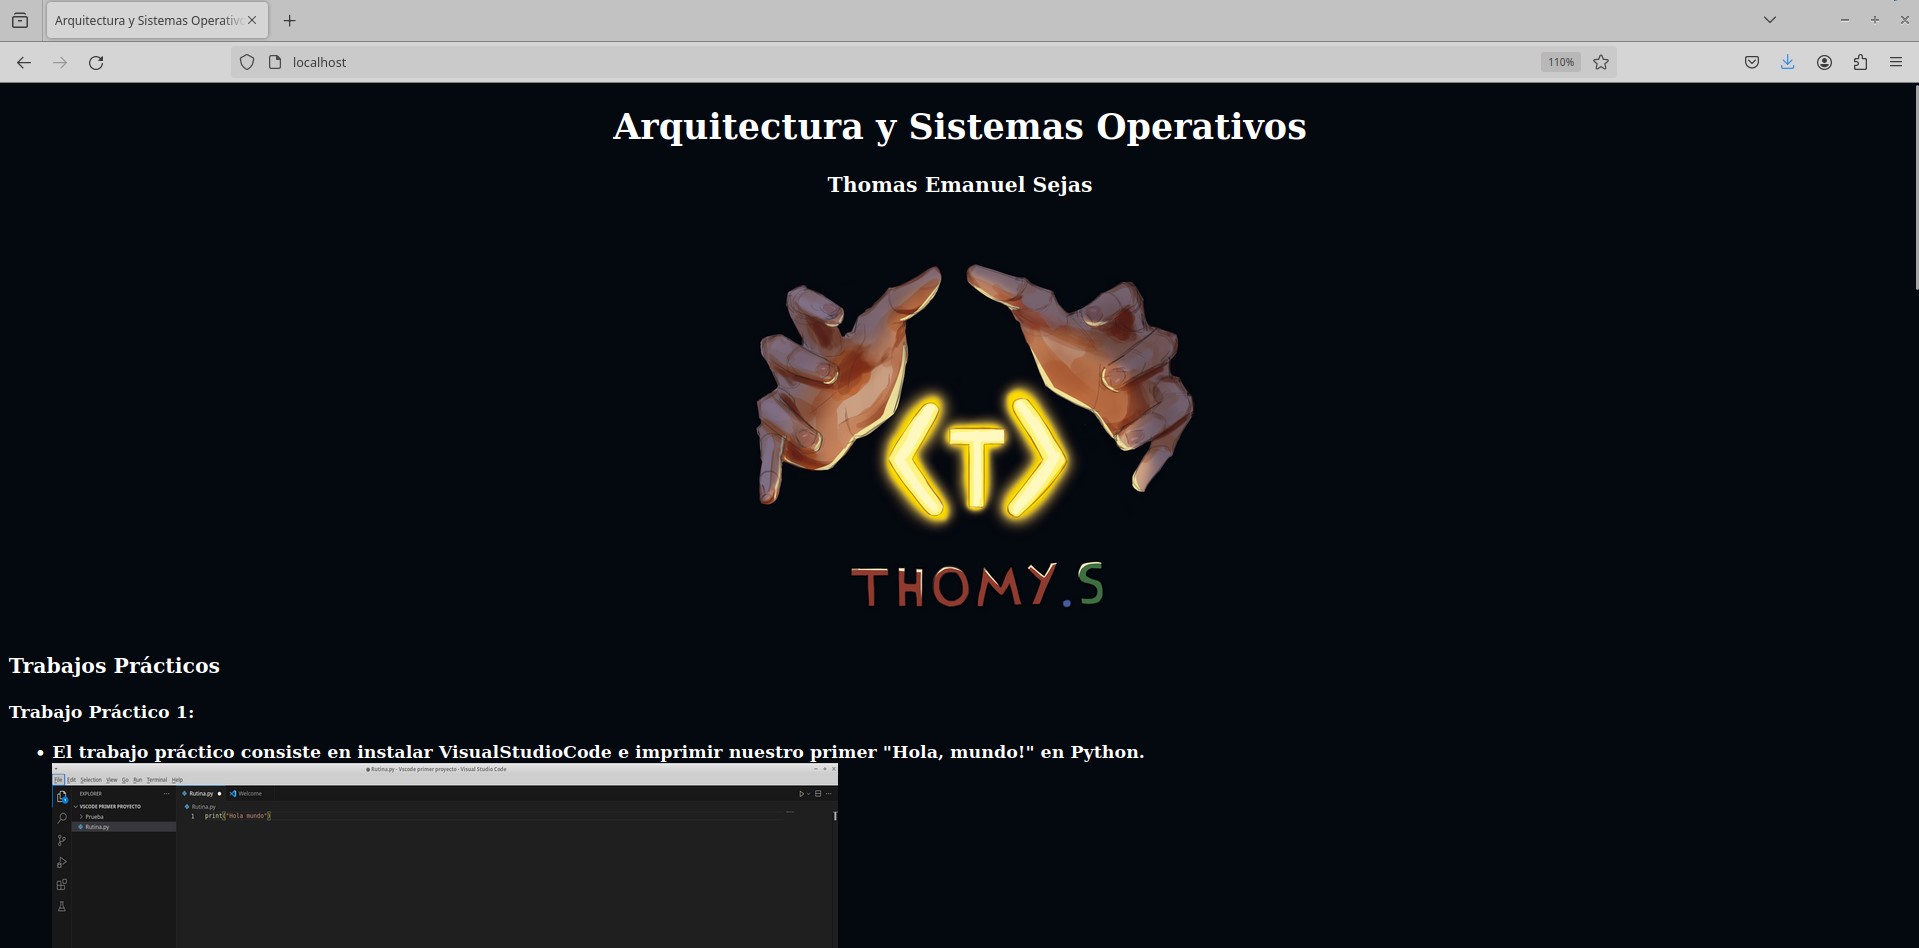 Arquitectura y Sistemas Operativo
localhost
110%
Arquitectura y Sistemas Operativos
Thomas Emanuel Sejas
<T>
THOMY.S
Trabajos Prácticos
Trabajo Práctico 1:
• El trabajo práctico consiste en instalar VisualStudioCode e imprimir nuestro primer "Hola, mundo!" en Python.
Rutina.py - Vscode primer proyecto - Visual Studio Code
File Edit Selection View Go Run Terminal Help
EXPLORER
Rutina.py
Welcome
VSCODE PRIMER PROYECTO
Rutina.py
Prueba
1 print("Hola mundo")
Rutina.py